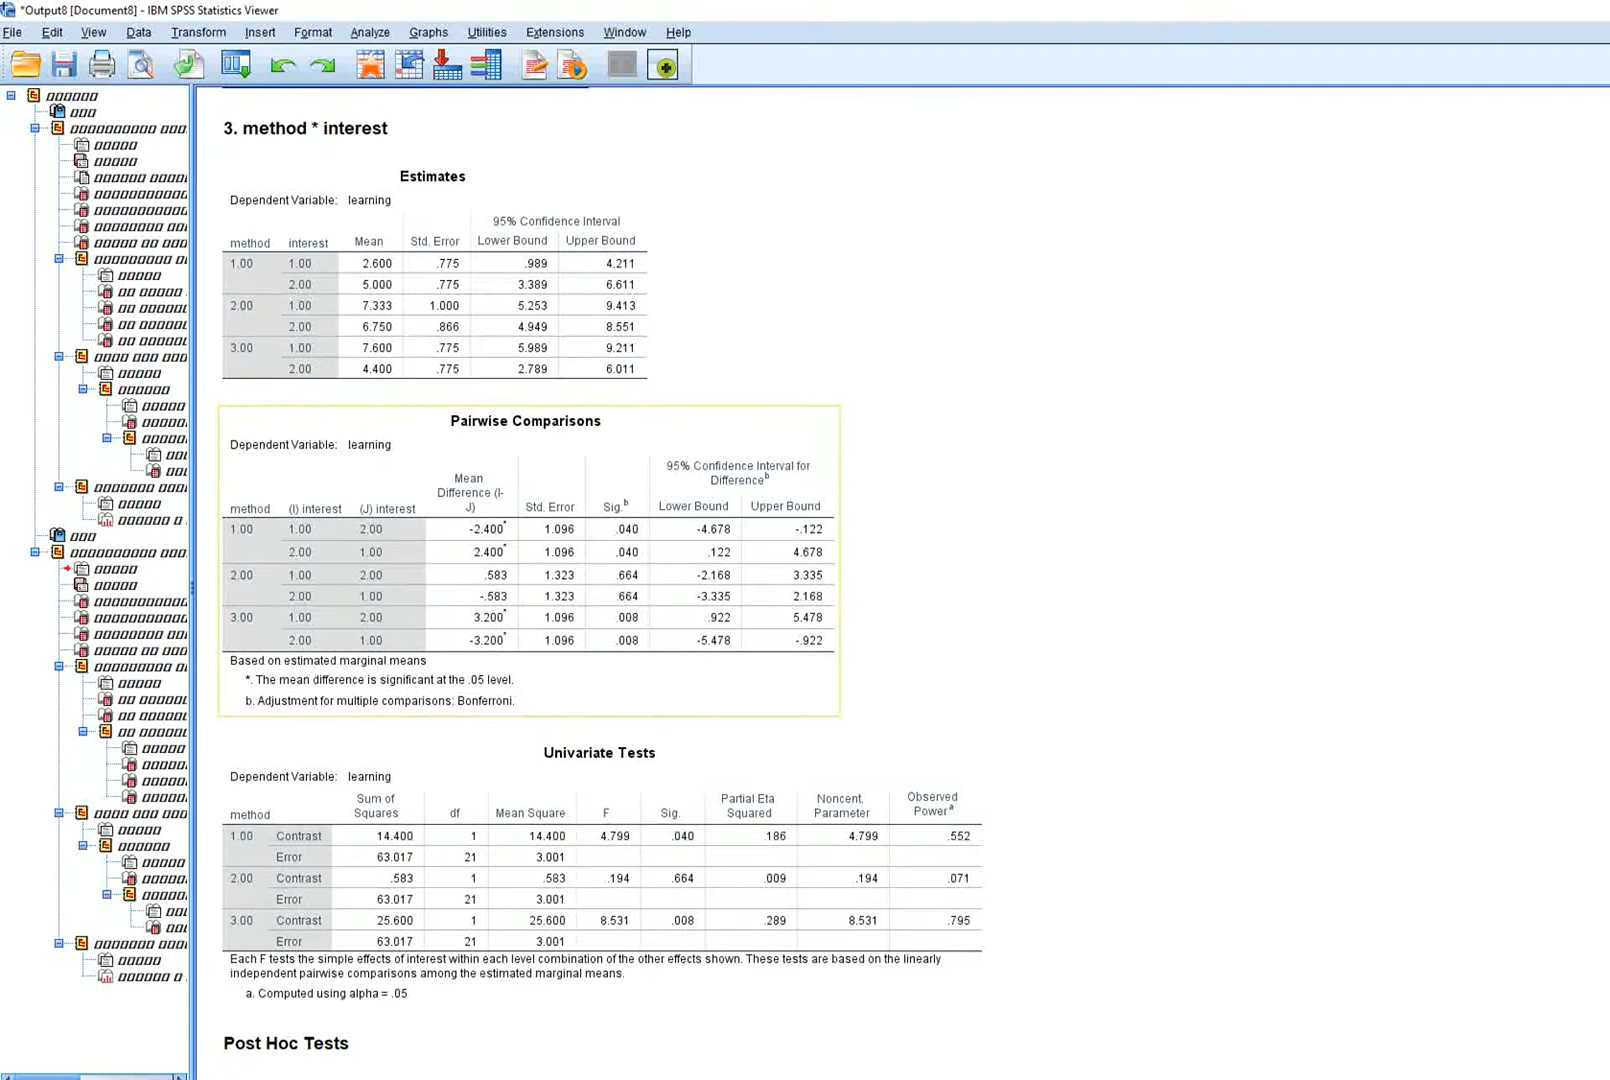 *Output8 [Document8] - IBM SPSS Statistics Viewer
File Edit View Data Transform Insert Format Analyze Graphs Utilities Extensions Window Help
3. method * interest
Estimates
Dependent Variable: learning
95% Confidence Interval
method interest Mean Std. Error Lower Bound Upper Bound
1.00 1.00 2.600 .775 .989 4.211
2.00 5.000 .775 3.389 6.611
2.00 1.00 7.333 1.000 5.253 9.413
2.00 6.750 .866 4.949 8.551
3.00 1.00 7.600 .775 5.989 9.211
2.00 4.400 .775 2.789 6.011
Pairwise Comparisons
Dependent Variable: learning
95% Confidence Interval for
Mean
Difference (I-
Differenceᵇ
method (I) interest (J) interest J) Std. Error Sig.ᵇ Lower Bound Upper Bound
1.00 1.00 2.00 -2.400* 1.096 .040 -4.678 -.122
2.00 1.00 2.400* 1.096 .040 .122 4.678
2.00 1.00 2.00 .583 1.323 .664 -2.168 3.335
2.00 1.00 -.583 1.323 .664 -3.335 2.168
3.00 1.00 2.00 3.200* 1.096 .008 .922 5.478
2.00 1.00 -3.200* 1.096 .008 -5.478 -.922
Based on estimated marginal means
*. The mean difference is significant at the .05 level.
b. Adjustment for multiple comparisons: Bonferroni.
Univariate Tests
Dependent Variable: learning
Sum of Partial Eta Noncent. Observed
method Squares df Mean Square F Sig. Squared Parameter Powerᵃ
1.00 Contrast 14.400 1 14.400 4.799 .040 .186 4.799 .552
Error 63.017 21 3.001
2.00 Contrast .583 1 .583 .194 .664 .009 .194 .071
Error 63.017 21 3.001
3.00 Contrast 25.600 1 25.600 8.531 .008 .289 8.531 .795
Error 63.017 21 3.001
Each F tests the simple effects of interest within each level combination of the other effects shown. These tests are based on the linearly
independent pairwise comparisons among the estimated marginal means.
a. Computed using alpha = .05
Post Hoc Tests